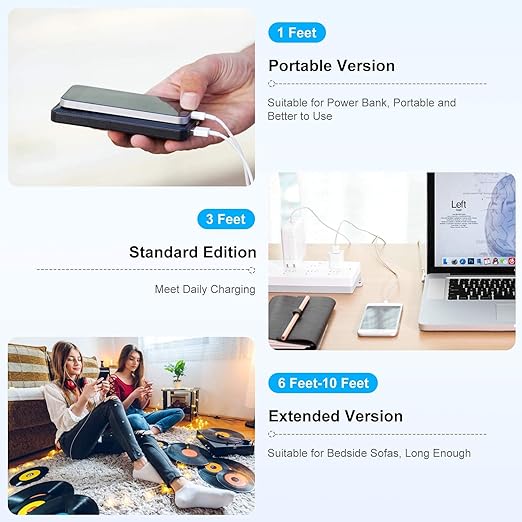 1 Feet
Portable Version
Suitable for Power Bank, Portable and
Better to Use
3 Feet
Standard Edition
Meet Daily Charging
Left
6 Feet-10 Feet
Extended Version
Suitable for Bedside Sofas, Long Enough